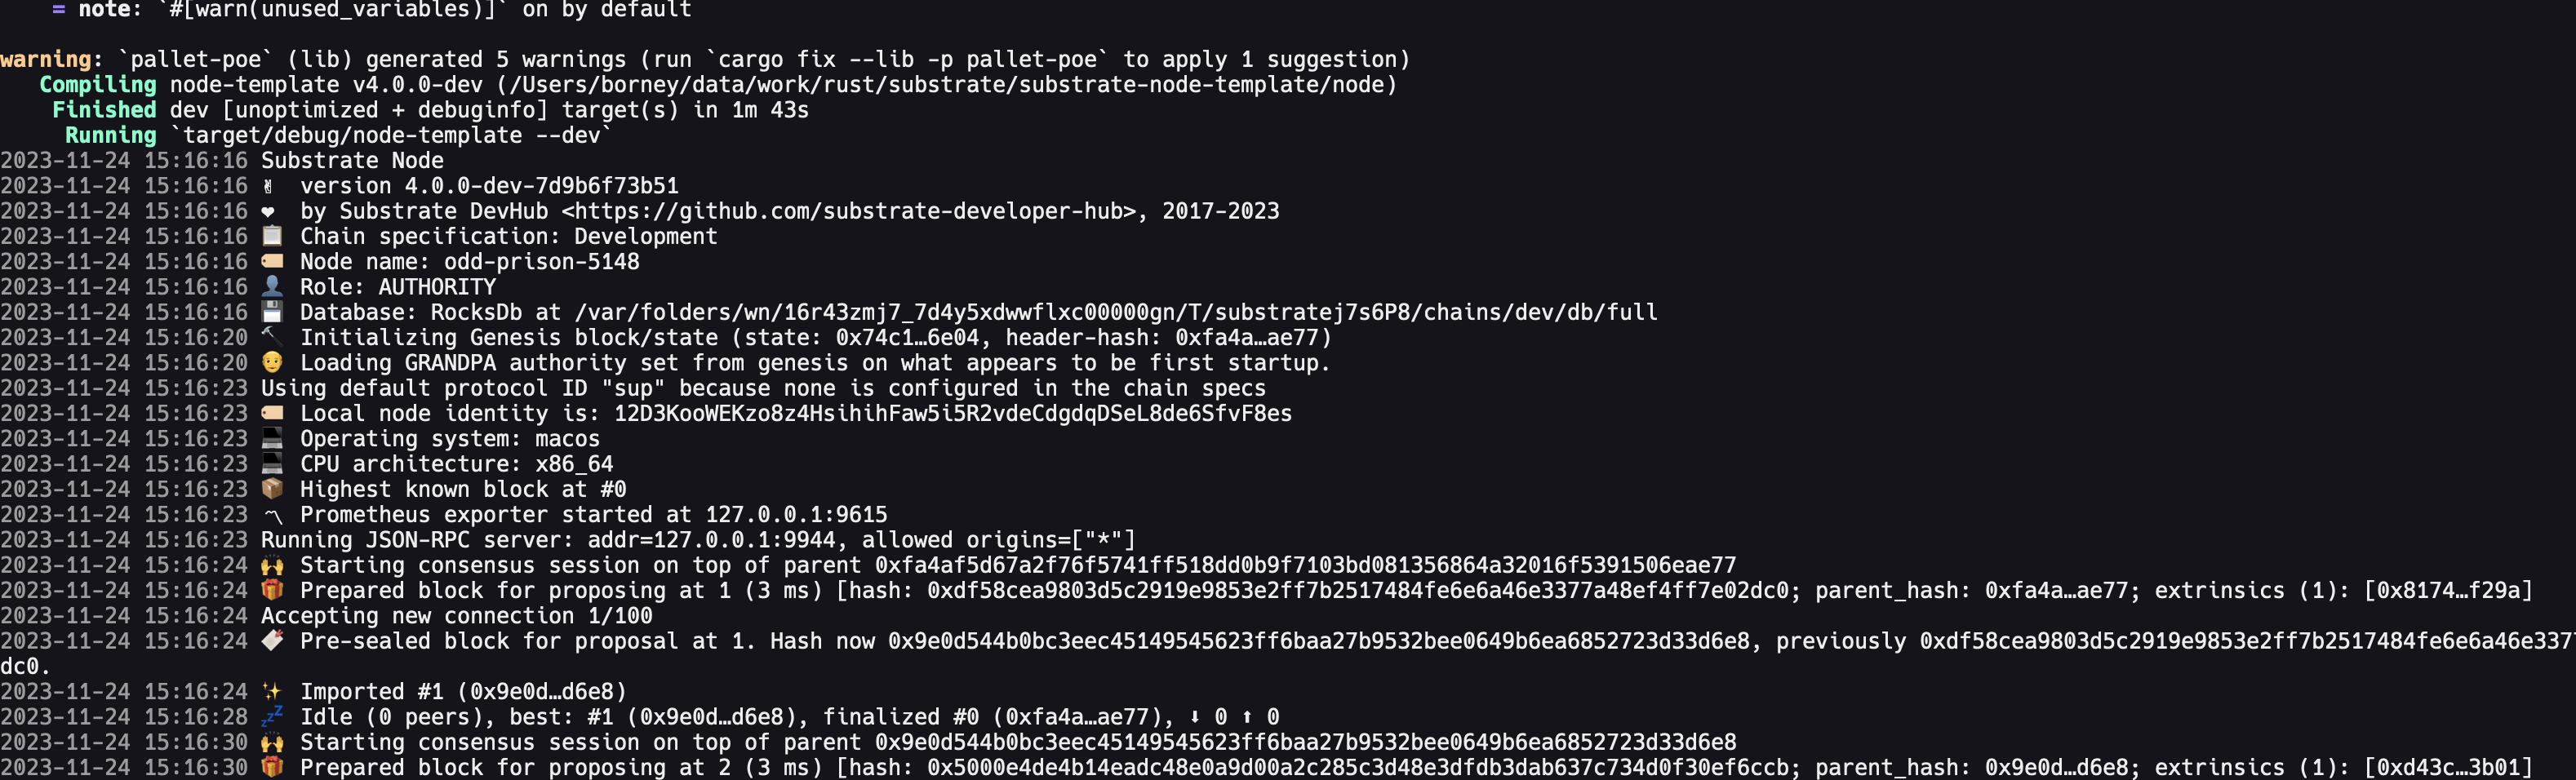 = note: `#[warn(unused_variables)]` on by default
warning: `pallet-poe` (lib) generated 5 warnings (run `cargo fix --lib -p pallet-poe` to apply 1 suggestion)
Compiling node-template v4.0.0-dev (/Users/borney/data/work/rust/substrate/substrate-node-template/node)
Finished dev [unoptimized + debuginfo] target(s) in 1m 43s
Running `target/debug/node-template --dev`
2023-11-24 15:16:16 Substrate Node
2023-11-24 15:16:16 ✌️ version 4.0.0-dev-7d9b6f73b51
2023-11-24 15:16:16 ❤️ by Substrate DevHub <https://github.com/substrate-developer-hub>, 2017-2023
2023-11-24 15:16:16 📋 Chain specification: Development
2023-11-24 15:16:16 🏷 Node name: odd-prison-5148
2023-11-24 15:16:16 👤 Role: AUTHORITY
2023-11-24 15:16:16 💾 Database: RocksDb at /var/folders/wn/16r43zmj7_7d4y5xdwwflxc00000gn/T/substratej7s6P8/chains/dev/db/full
2023-11-24 15:16:20 🔨 Initializing Genesis block/state (state: 0x74c1…6e04, header-hash: 0xfa4a…ae77)
2023-11-24 15:16:20 👴 Loading GRANDPA authority set from genesis on what appears to be first startup.
2023-11-24 15:16:23 Using default protocol ID "sup" because none is configured in the chain specs
2023-11-24 15:16:23 🏷 Local node identity is: 12D3KooWEKzo8z4HsihihFaw5i5R2vdeCdgdqDSeL8de6SfvF8es
2023-11-24 15:16:23 💻 Operating system: macos
2023-11-24 15:16:23 💻 CPU architecture: x86_64
2023-11-24 15:16:23 📦 Highest known block at #0
2023-11-24 15:16:23 〽️ Prometheus exporter started at 127.0.0.1:9615
2023-11-24 15:16:23 Running JSON-RPC server: addr=127.0.0.1:9944, allowed origins=["*"]
2023-11-24 15:16:24 🙌 Starting consensus session on top of parent 0xfa4af5d67a2f76f5741ff518dd0b9f7103bd081356864a32016f5391506eae77
2023-11-24 15:16:24 🎁 Prepared block for proposing at 1 (3 ms) [hash: 0xdf58cea9803d5c2919e9853e2ff7b2517484fe6e6a46e3377a48ef4ff7e02dc0; parent_hash: 0xfa4a…ae77; extrinsics (1): [0x8174…f29a]
2023-11-24 15:16:24 Accepting new connection 1/100
2023-11-24 15:16:24 🔖 Pre-sealed block for proposal at 1. Hash now 0x9e0d544b0bc3eec45149545623ff6baa27b9532bee0649b6ea6852723d33d6e8, previously 0xdf58cea9803d5c2919e9853e2ff7b2517484fe6e6a46e337
dc0.
2023-11-24 15:16:24 ✨ Imported #1 (0x9e0d…d6e8)
2023-11-24 15:16:28 💤 Idle (0 peers), best: #1 (0x9e0d…d6e8), finalized #0 (0xfa4a…ae77), ⬇ 0 ⬆ 0
2023-11-24 15:16:30 🙌 Starting consensus session on top of parent 0x9e0d544b0bc3eec45149545623ff6baa27b9532bee0649b6ea6852723d33d6e8
2023-11-24 15:16:30 🎁 Prepared block for proposing at 2 (3 ms) [hash: 0x5000e4de4b14eadc48e0a9d00a2c285c3d48e3dfdb3dab637c734d0f30ef6ccb; parent_hash: 0x9e0d…d6e8; extrinsics (1): [0xd43c…3b01]